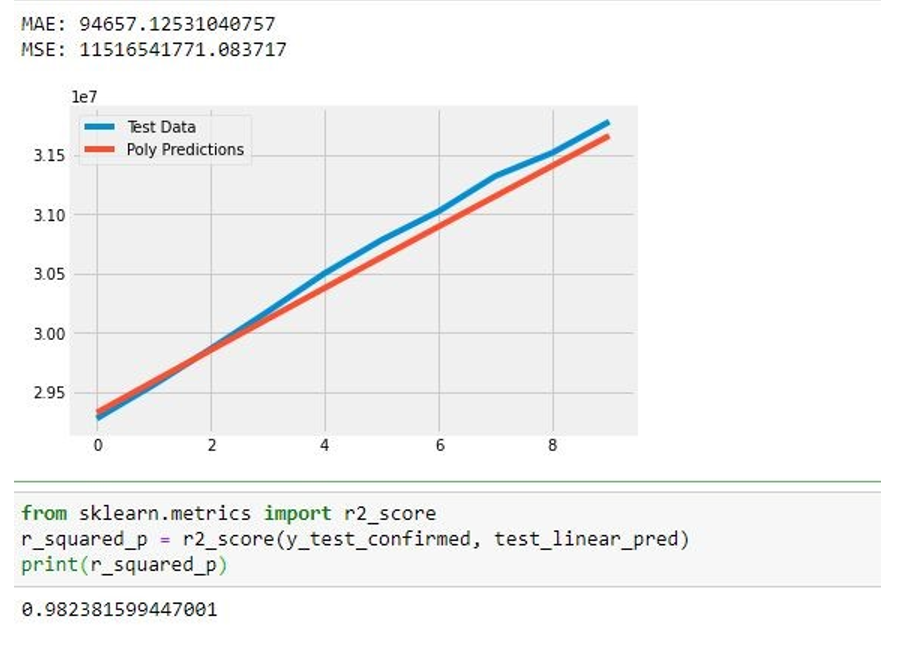 MAE: 94657.12531040757
MSE: 11516541771.083717
1e7
Test Data
Poly Predictions
3.15
3.10
3.05
3.00
2.95
0 2 4 6 8
from sklearn.metrics import r2_score
r_squared_p = r2_score(y_test_confirmed, test_linear_pred)
print(r_squared_p)
0.982381599447001